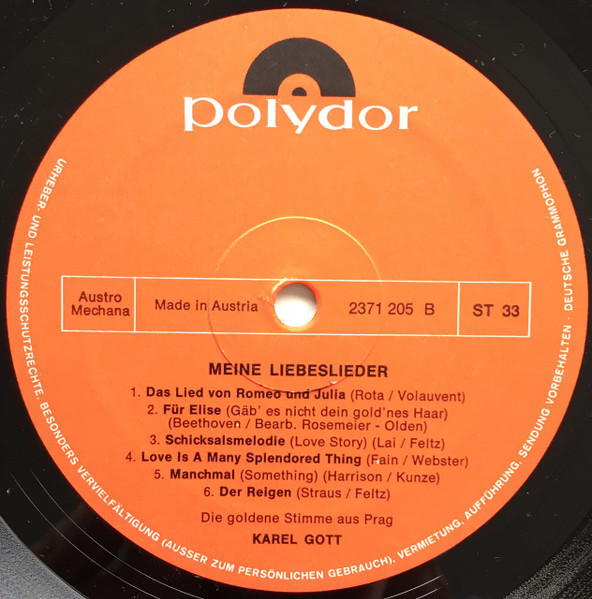 polydor
Austro
Mechana
Made in Austria
2371 205 B
ST 33
MEINE LIEBESLIEDER
1. Das Lied von Romeo und Julia (Rota / Volauvent)
2. Für Elise (Gäb' es nicht dein gold'nes Haar)
(Beethoven / Bearb. Rosemeier - Olden)
3. Schicksalsmelodie (Love Story) (Lai / Feltz)
4. Love Is A Many Splendored Thing (Fain / Webster)
5. Manchmal (Something) (Harrison / Kunze)
6. Der Reigen (Straus / Feltz)
Die goldene Stimme aus Prag
KAREL GOTT
URHEBER- UND LEISTUNGSSCHUTZRECHTE, BESONDERS VERVIELFÄLTIGUNG (AUSSER ZUM PERSÖNLICHEN GEBRAUCH), VERMIETUNG, AUFFÜHRUNG, SENDUNG VORBEHALTEN · DEUTSCHE GRAMMOPHON